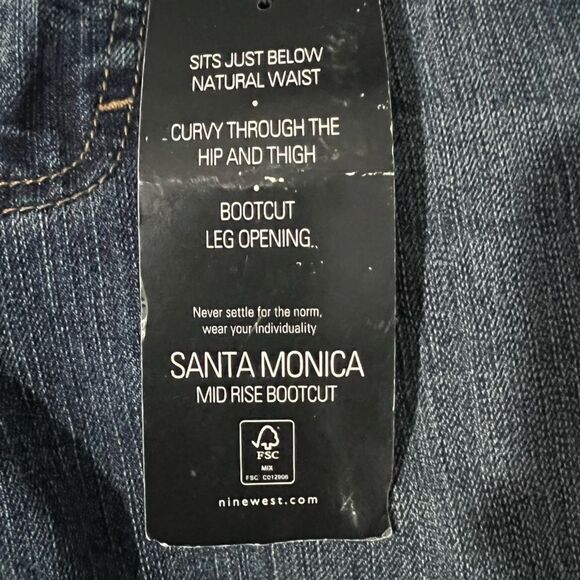 SITS JUST BELOW
NATURAL WAIST
•
CURVY THROUGH THE
HIP AND THIGH
•
BOOTCUT
LEG OPENING
Never settle for the norm,
wear your individuality
SANTA MONICA
MID RISE BOOTCUT
FSC
MIX
FSC C012908
ninewest.com